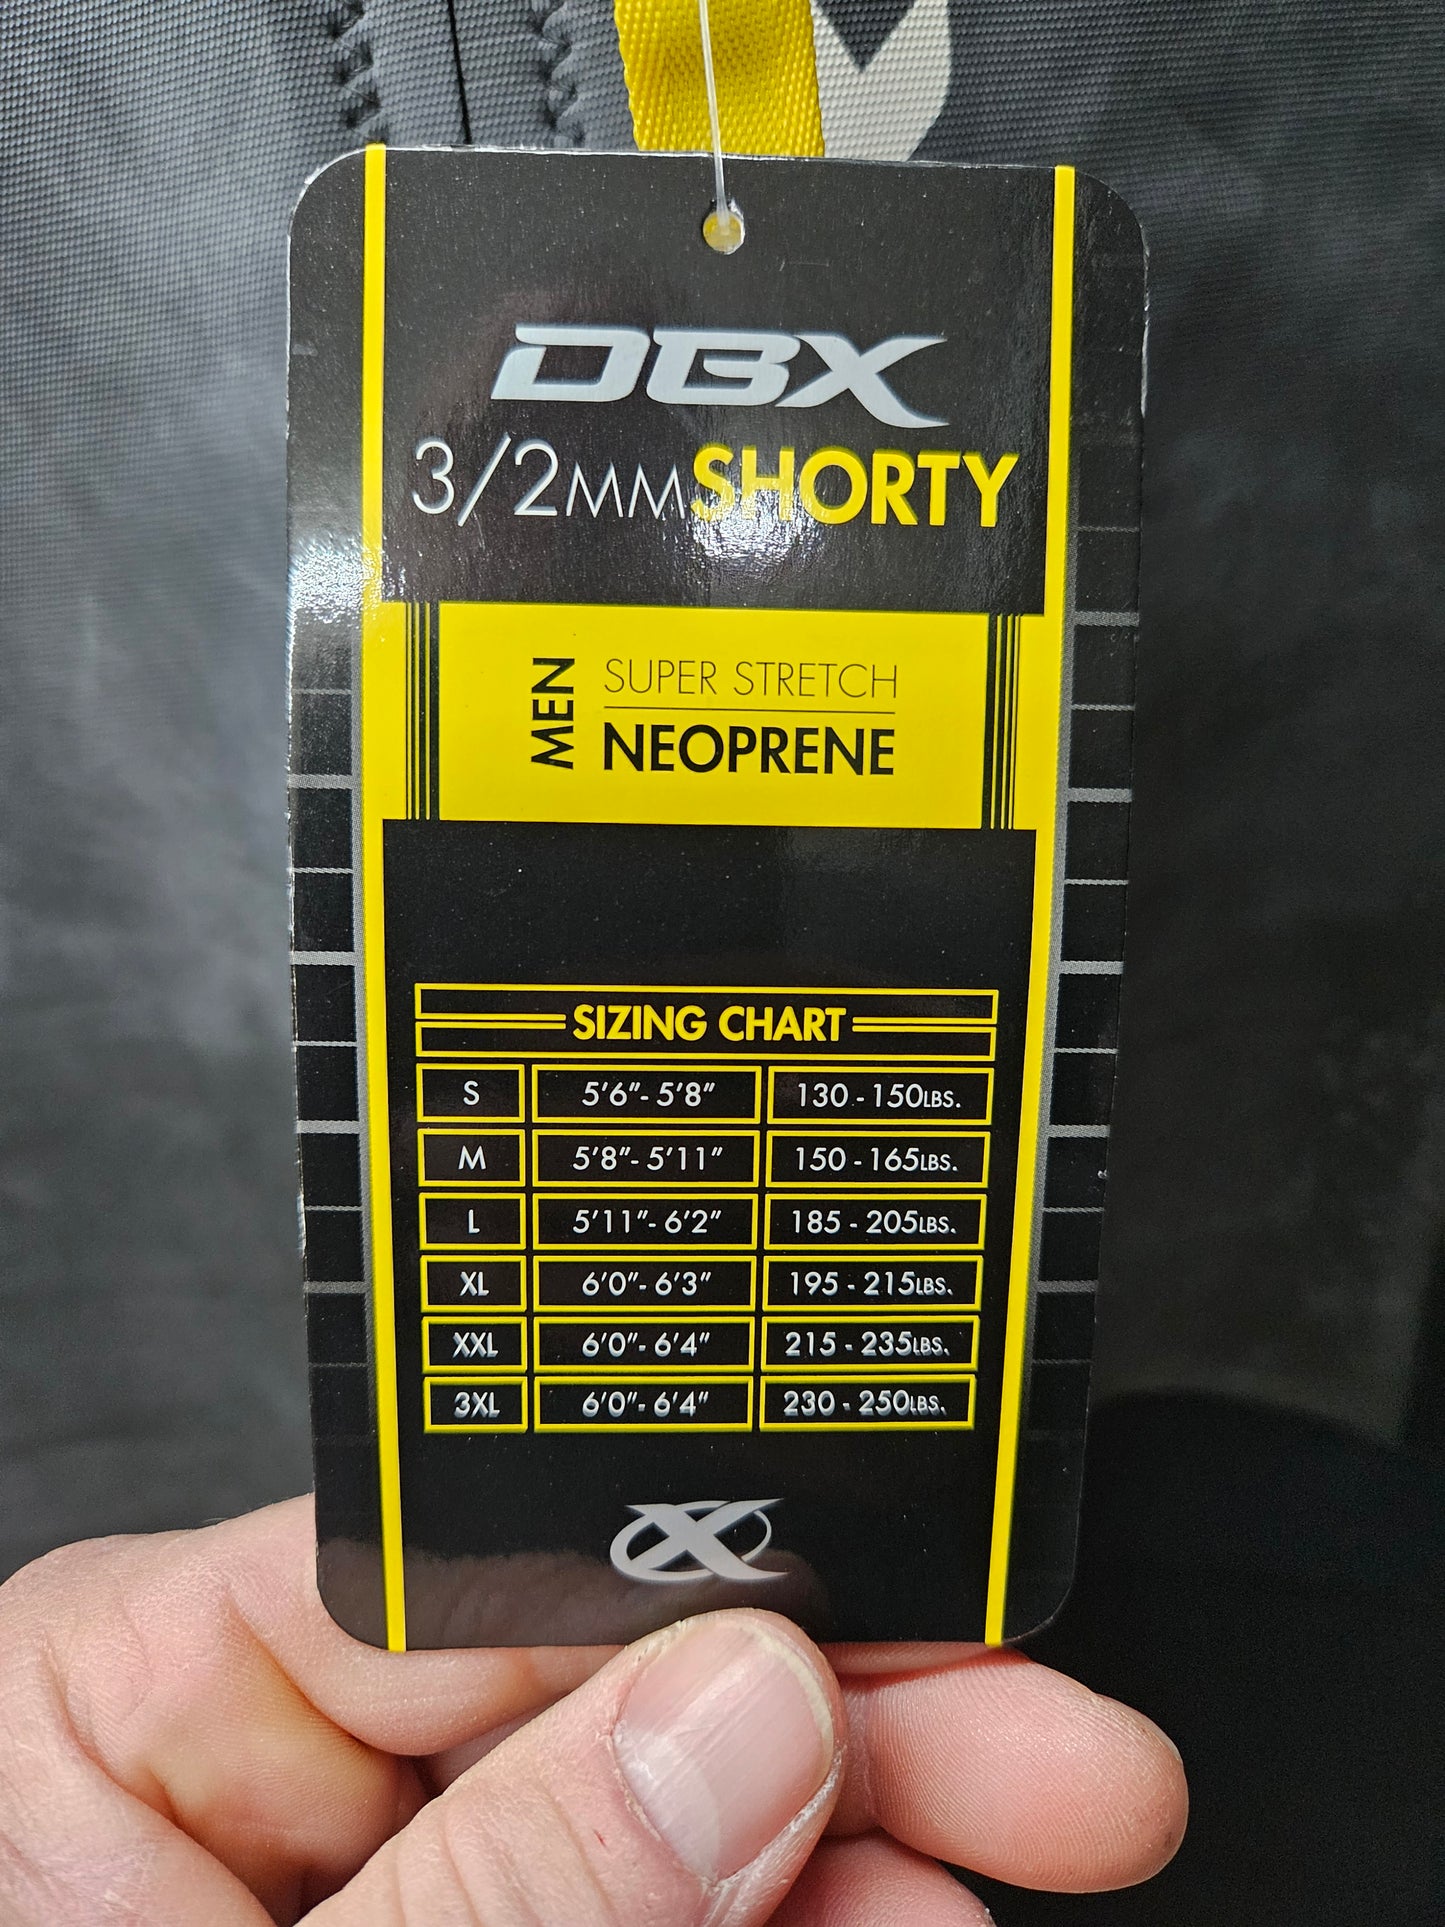 DBX
3/2MMSHORTY
MEN
SUPER STRETCH
NEOPRENE
SIZING CHART
S 5'6"- 5'8" 130 - 150LBS.
M 5'8"- 5'11" 150 - 165LBS.
L 5'11"- 6'2" 185 - 205LBS.
XL 6'0"- 6'3" 195 - 215LBS.
XXL 6'0"- 6'4" 215 - 235LBS.
3XL 6'0"- 6'4" 230 - 250LBS.
X